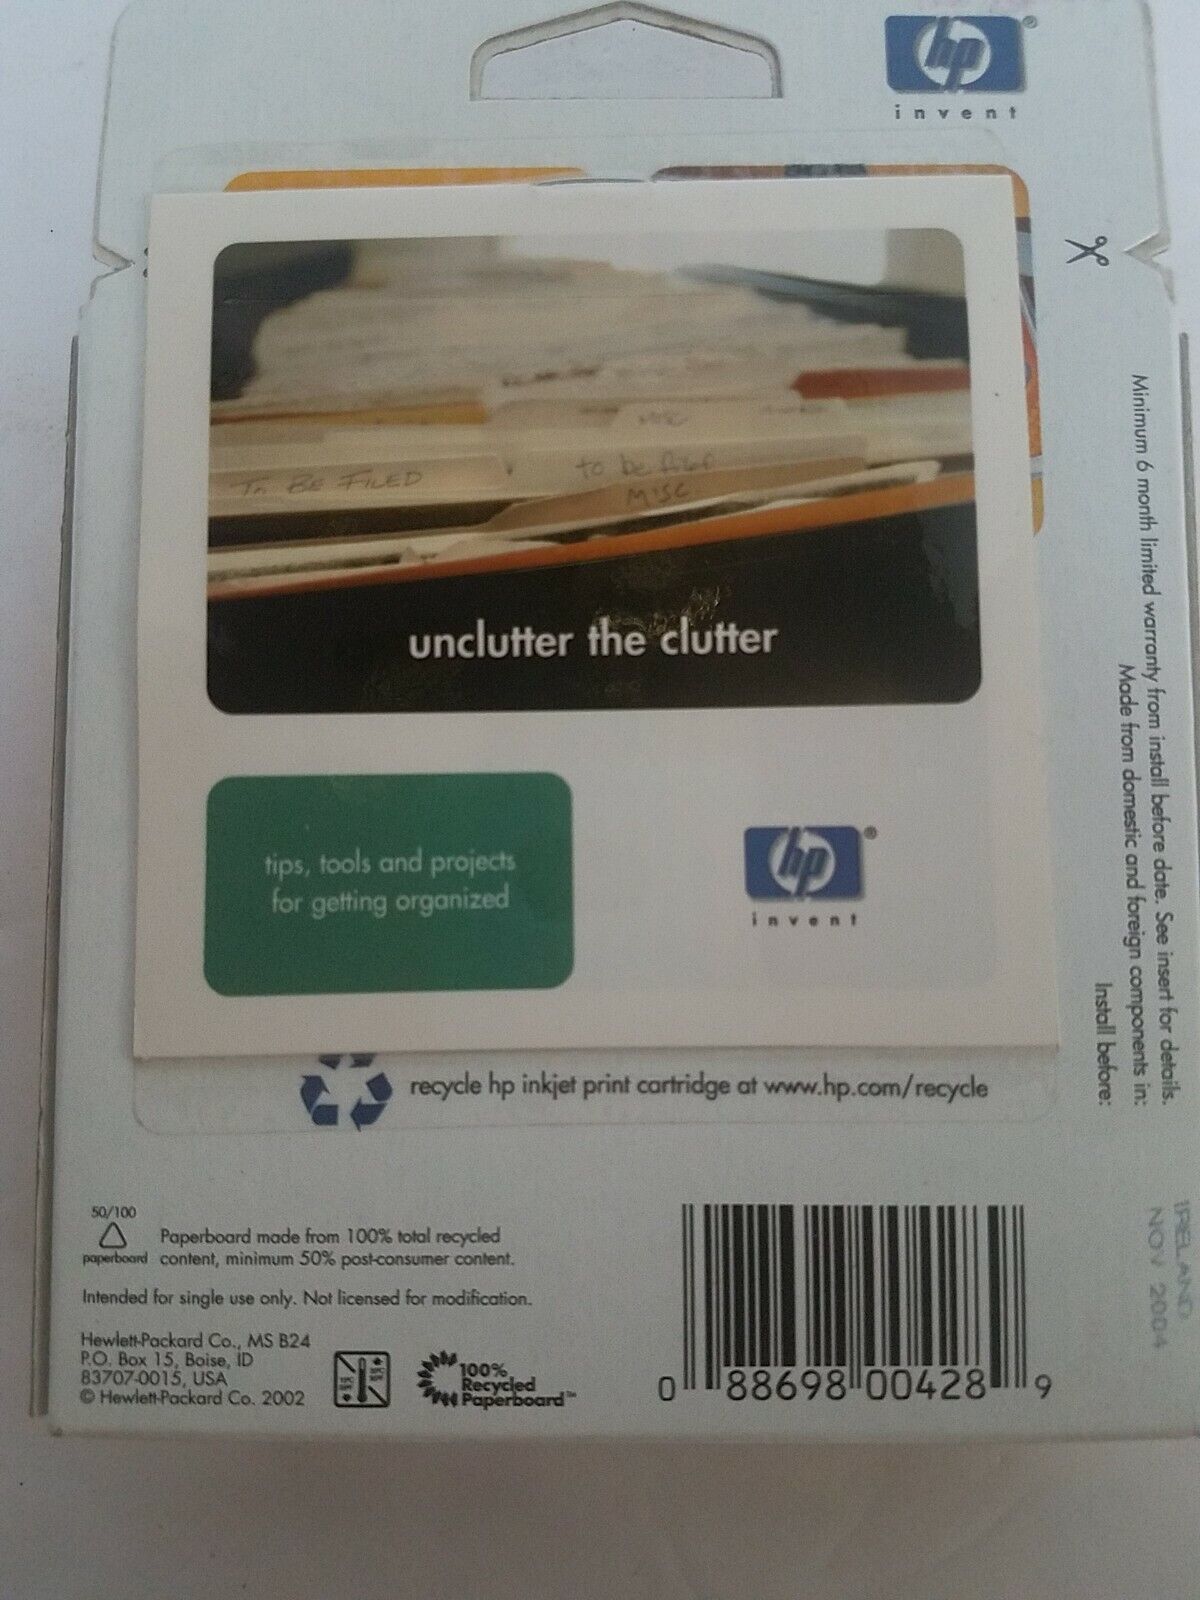 hp ®
invent
TO BE FILED
to be filed
MISC
unclutter the clutter
tips, tools and projects
for getting organized
hp ®
invent
Minimum 6 month limited warranty from install before date. See insert for details.
Made from domestic and foreign components in:
Install before:
IRELAND
NOV 2004
recycle hp inkjet print cartridge at www.hp.com/recycle
50/100
paperboard
Paperboard made from 100% total recycled
content, minimum 50% post-consumer content.
Intended for single use only. Not licensed for modification.
Hewlett-Packard Co., MS B24
P.O. Box 15, Boise, ID
83707-0015, USA
© Hewlett-Packard Co. 2002
100%
Recycled
Paperboard™
0 88698 00428 9